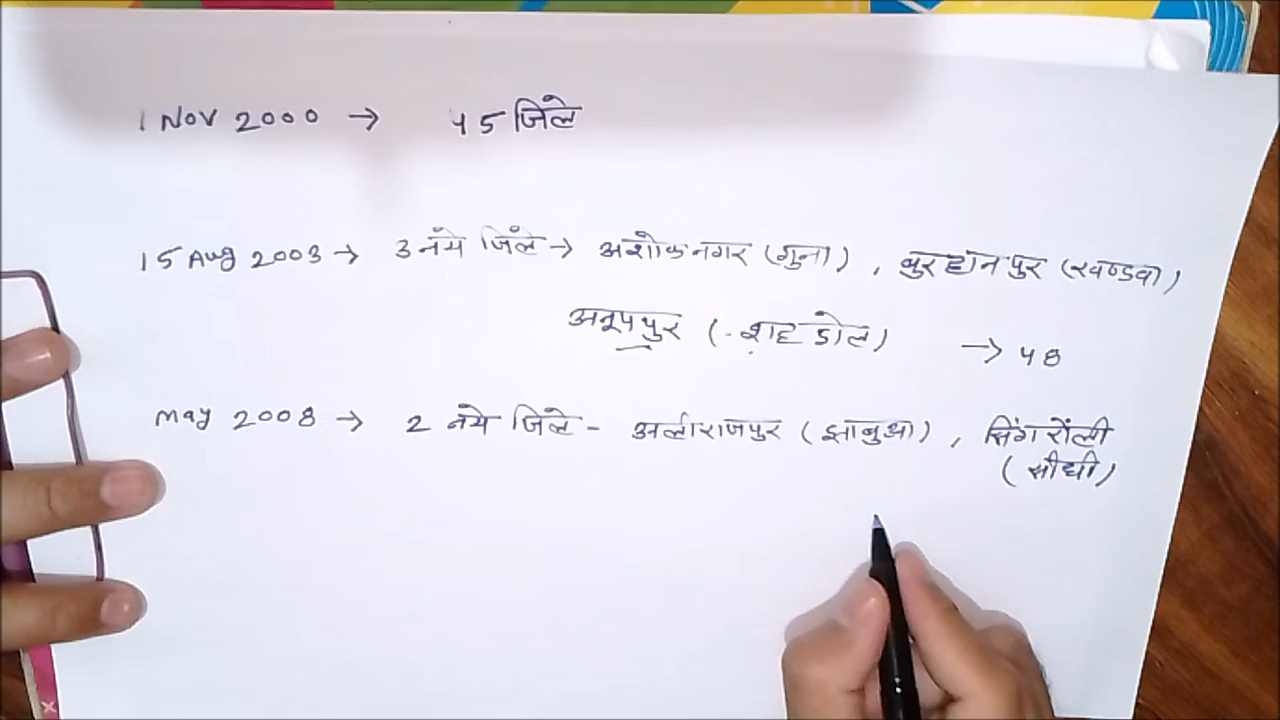 1 Nov 2000 → 45 जिले
15 Aug 2003 → 3 नये जिले → अशोकनगर (गुना) , बुरहानपुर (खण्डवा)
अनूपपुर (शहडोल) → 48
May 2008 → 2 नये जिले - अलीराजपुर (झाबुआ) , सिंगरौली
(सीधी)